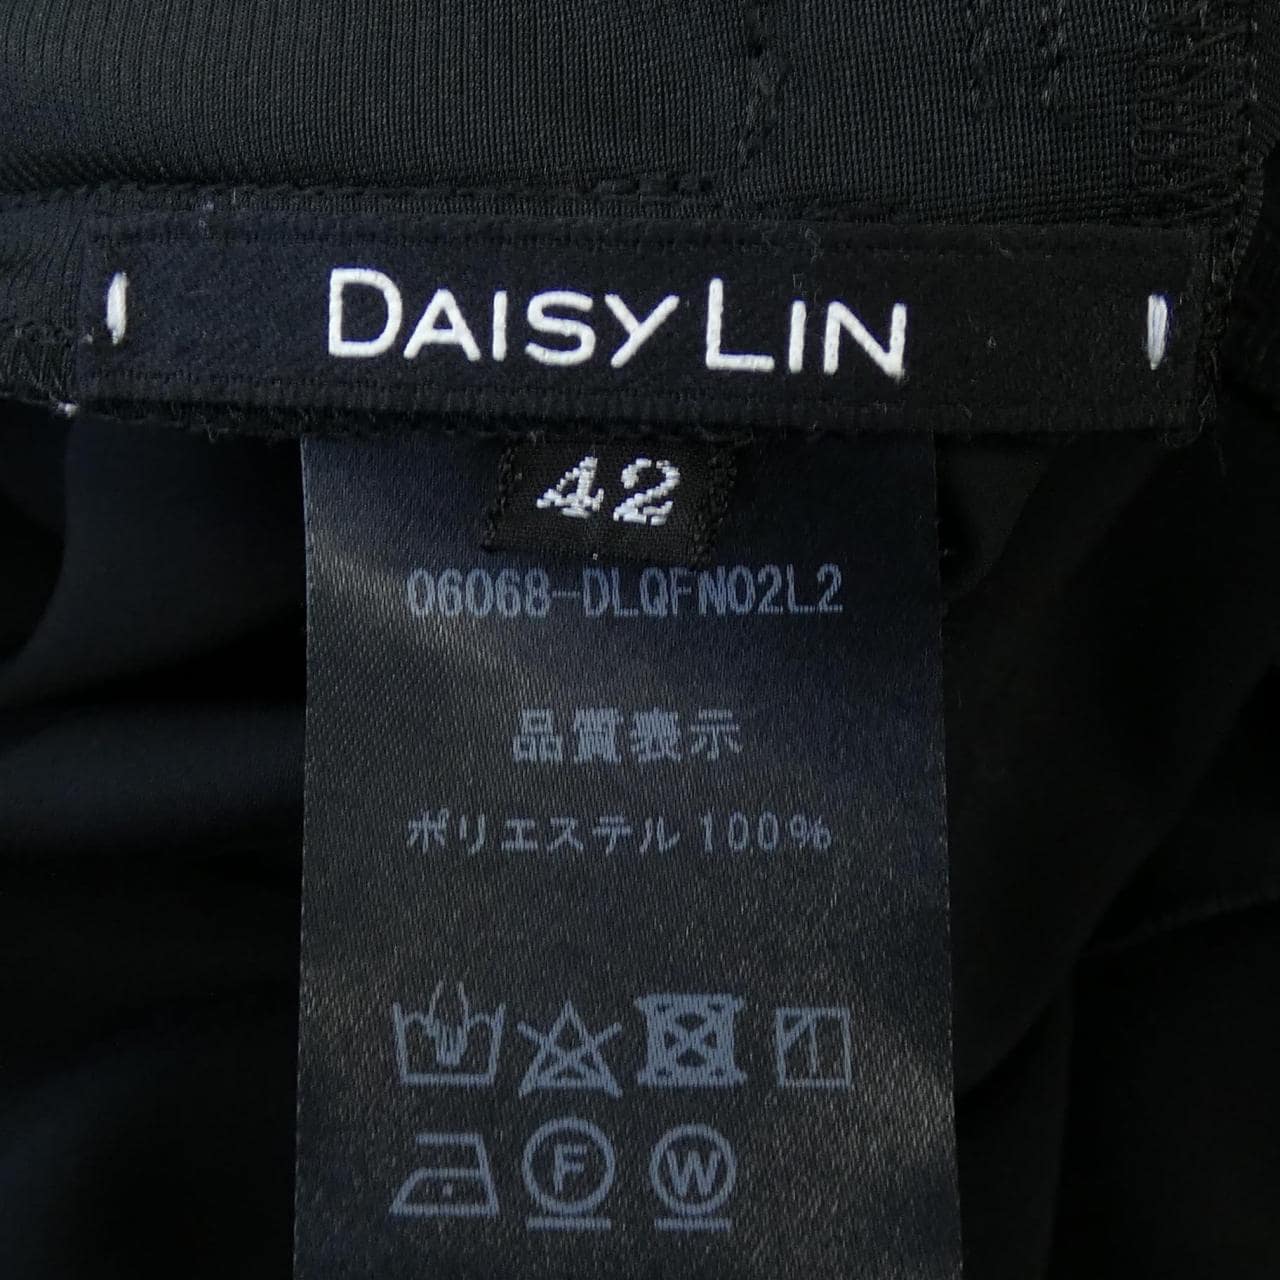 DAISY LIN
42
06068-DLQFN02L2
品質表示
ポリエステル 100%
F W